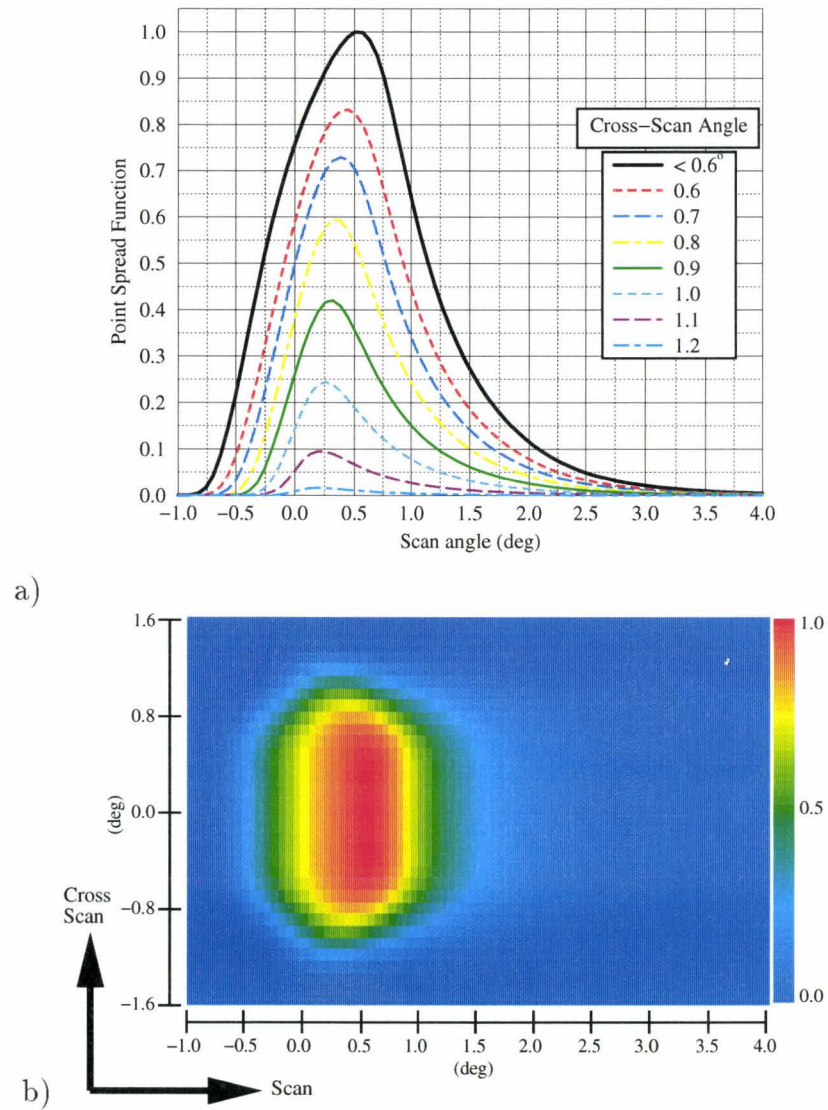 1.0
0.9
0.8
0.7
0.6
0.5
0.4
0.3
0.2
0.1
0.0
Point Spread Function
−1.0 −0.5 0.0 0.5 1.0 1.5 2.0 2.5 3.0 3.5 4.0
Scan angle (deg)
Cross−Scan Angle
< 0.6°
0.6
0.7
0.8
0.9
1.0
1.1
1.2
a)
1.6
0.8
0.0
−0.8
−1.6
(deg)
1.0
0.5
0.0
Cross
Scan
-1.0 -0.5 0.0 0.5 1.0 1.5 2.0 2.5 3.0 3.5 4.0
(deg)
Scan
b)